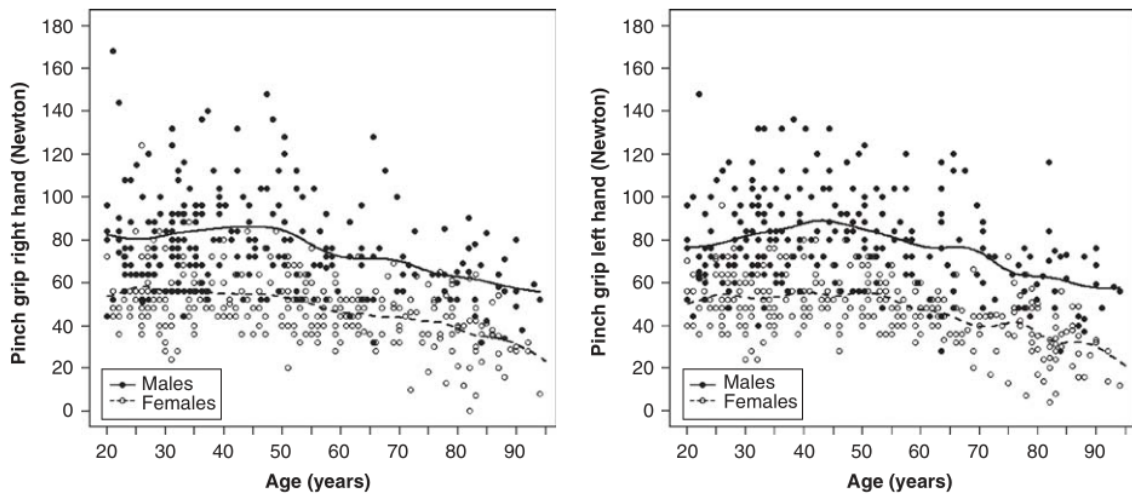 Pinch grip right hand (Newton)
180
160
140
120
100
80
60
40
20
0
Males
Females
20 30 40 50 60 70 80 90
Age (years)
Pinch grip left hand (Newton)
180
160
140
120
100
80
60
40
20
0
Males
Females
20 30 40 50 60 70 80 90
Age (years)